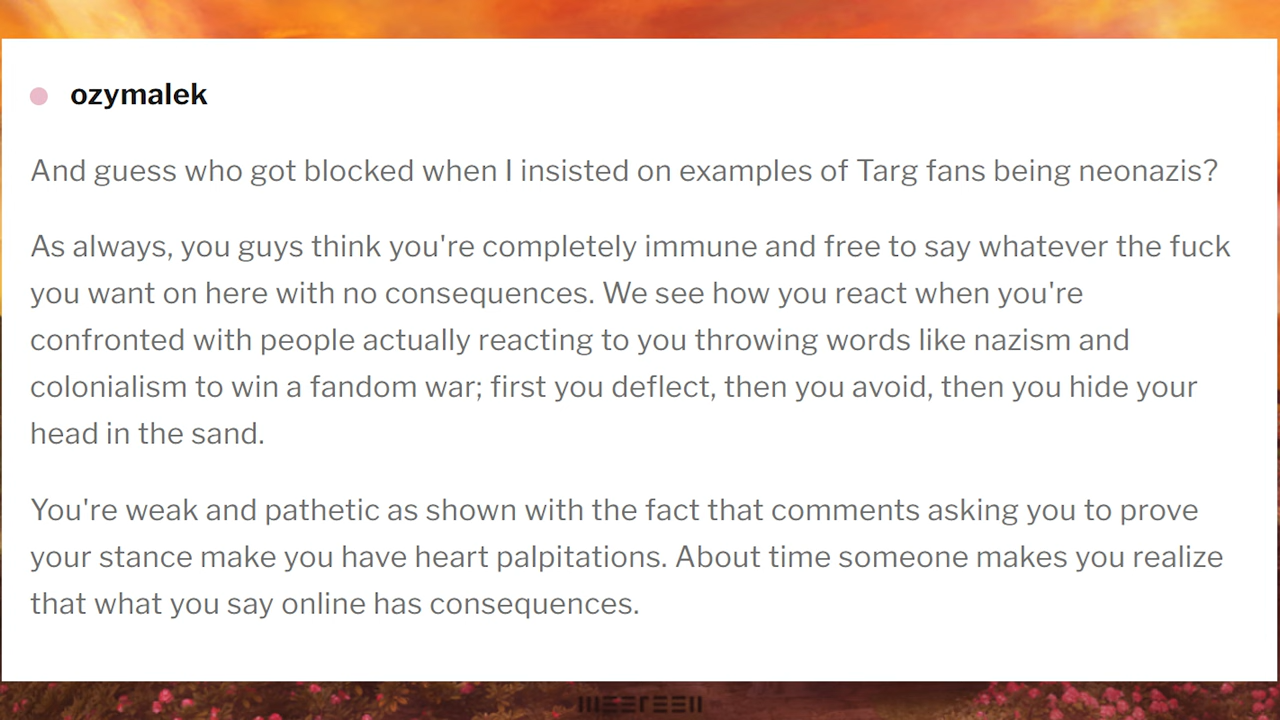 ozymalek
And guess who got blocked when I insisted on examples of Targ fans being neonazis?
As always, you guys think you're completely immune and free to say whatever the fuck
you want on here with no consequences. We see how you react when you're
confronted with people actually reacting to you throwing words like nazism and
colonialism to win a fandom war; first you deflect, then you avoid, then you hide your
head in the sand.
You're weak and pathetic as shown with the fact that comments asking you to prove
your stance make you have heart palpitations. About time someone makes you realize
that what you say online has consequences.